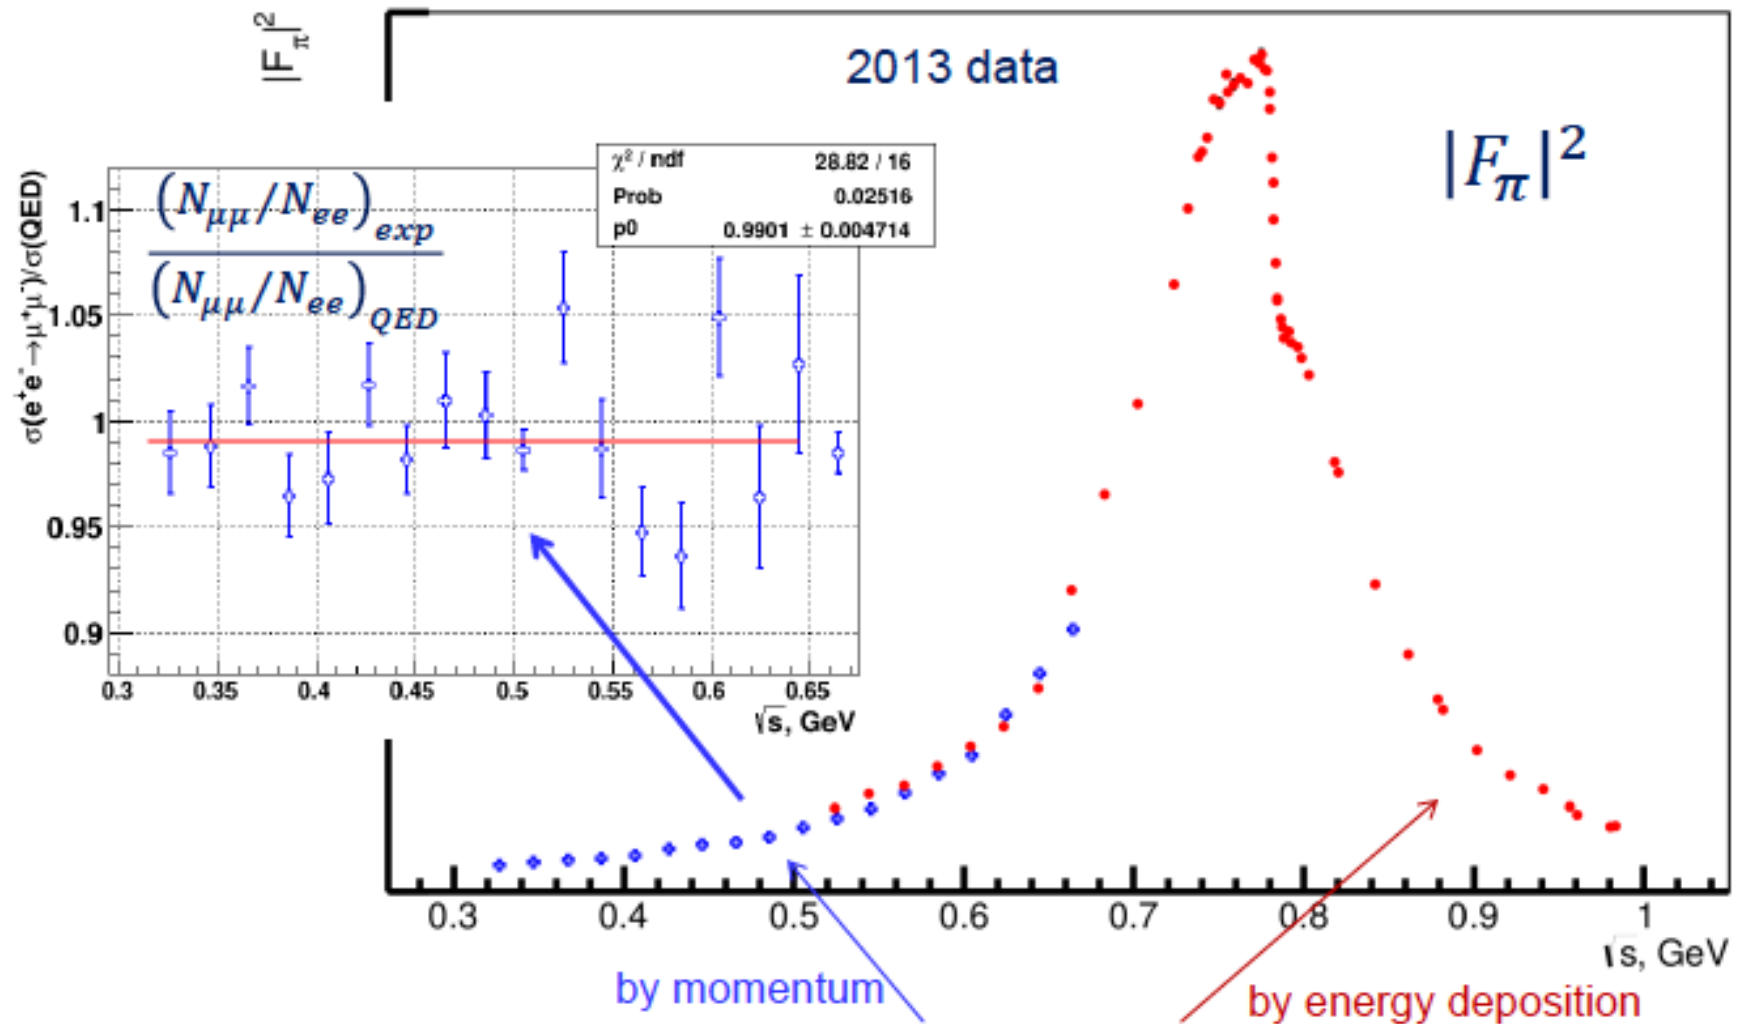 |F_π|²
2013 data
|F_π|²
χ² / ndf 28.82 / 16
Prob 0.02516
p0 0.9901 ± 0.004714
(N_μμ/N_ee)_exp
(N_μμ/N_ee)_QED
σ(e⁺e⁻→μ⁺μ⁻)/σ(QED)
1.1
1.05
1
0.95
0.9
0.3 0.35 0.4 0.45 0.5 0.55 0.6 0.65
√s, GeV
0.3 0.4 0.5 0.6 0.7 0.8 0.9 1
√s, GeV
by momentum
by energy deposition